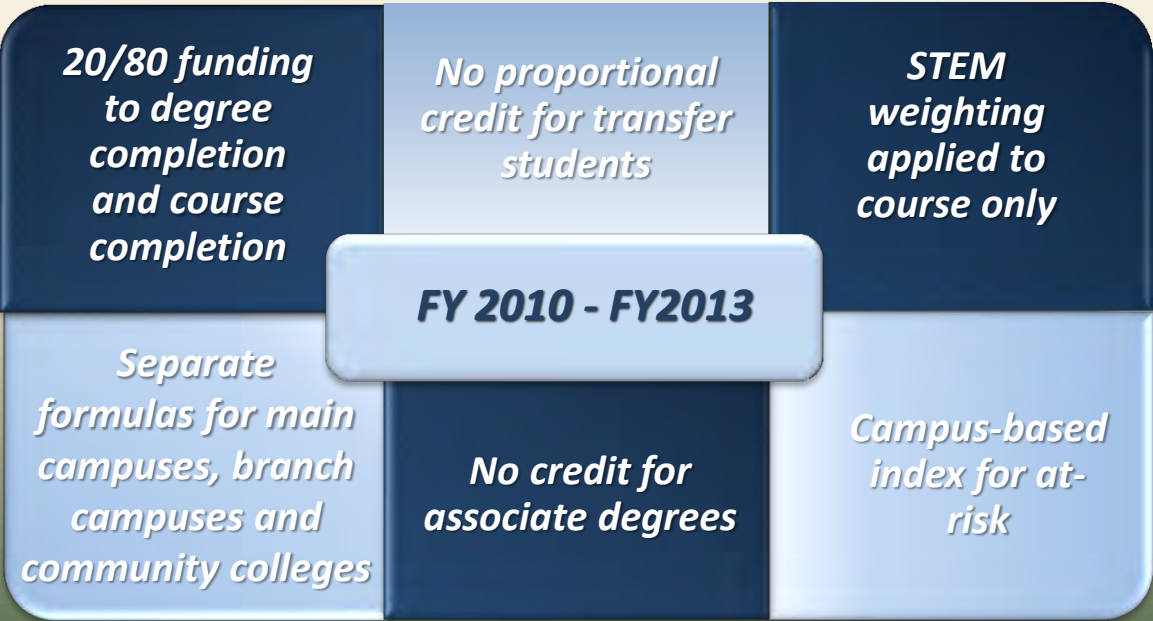 20/80 funding
to degree
completion
and course
completion
No proportional
credit for transfer
students
STEM
weighting
applied to
course only
FY 2010 - FY2013
Separate
formulas for main
campuses, branch
campuses and
community colleges
No credit for
associate degrees
Campus-based
index for at-
risk